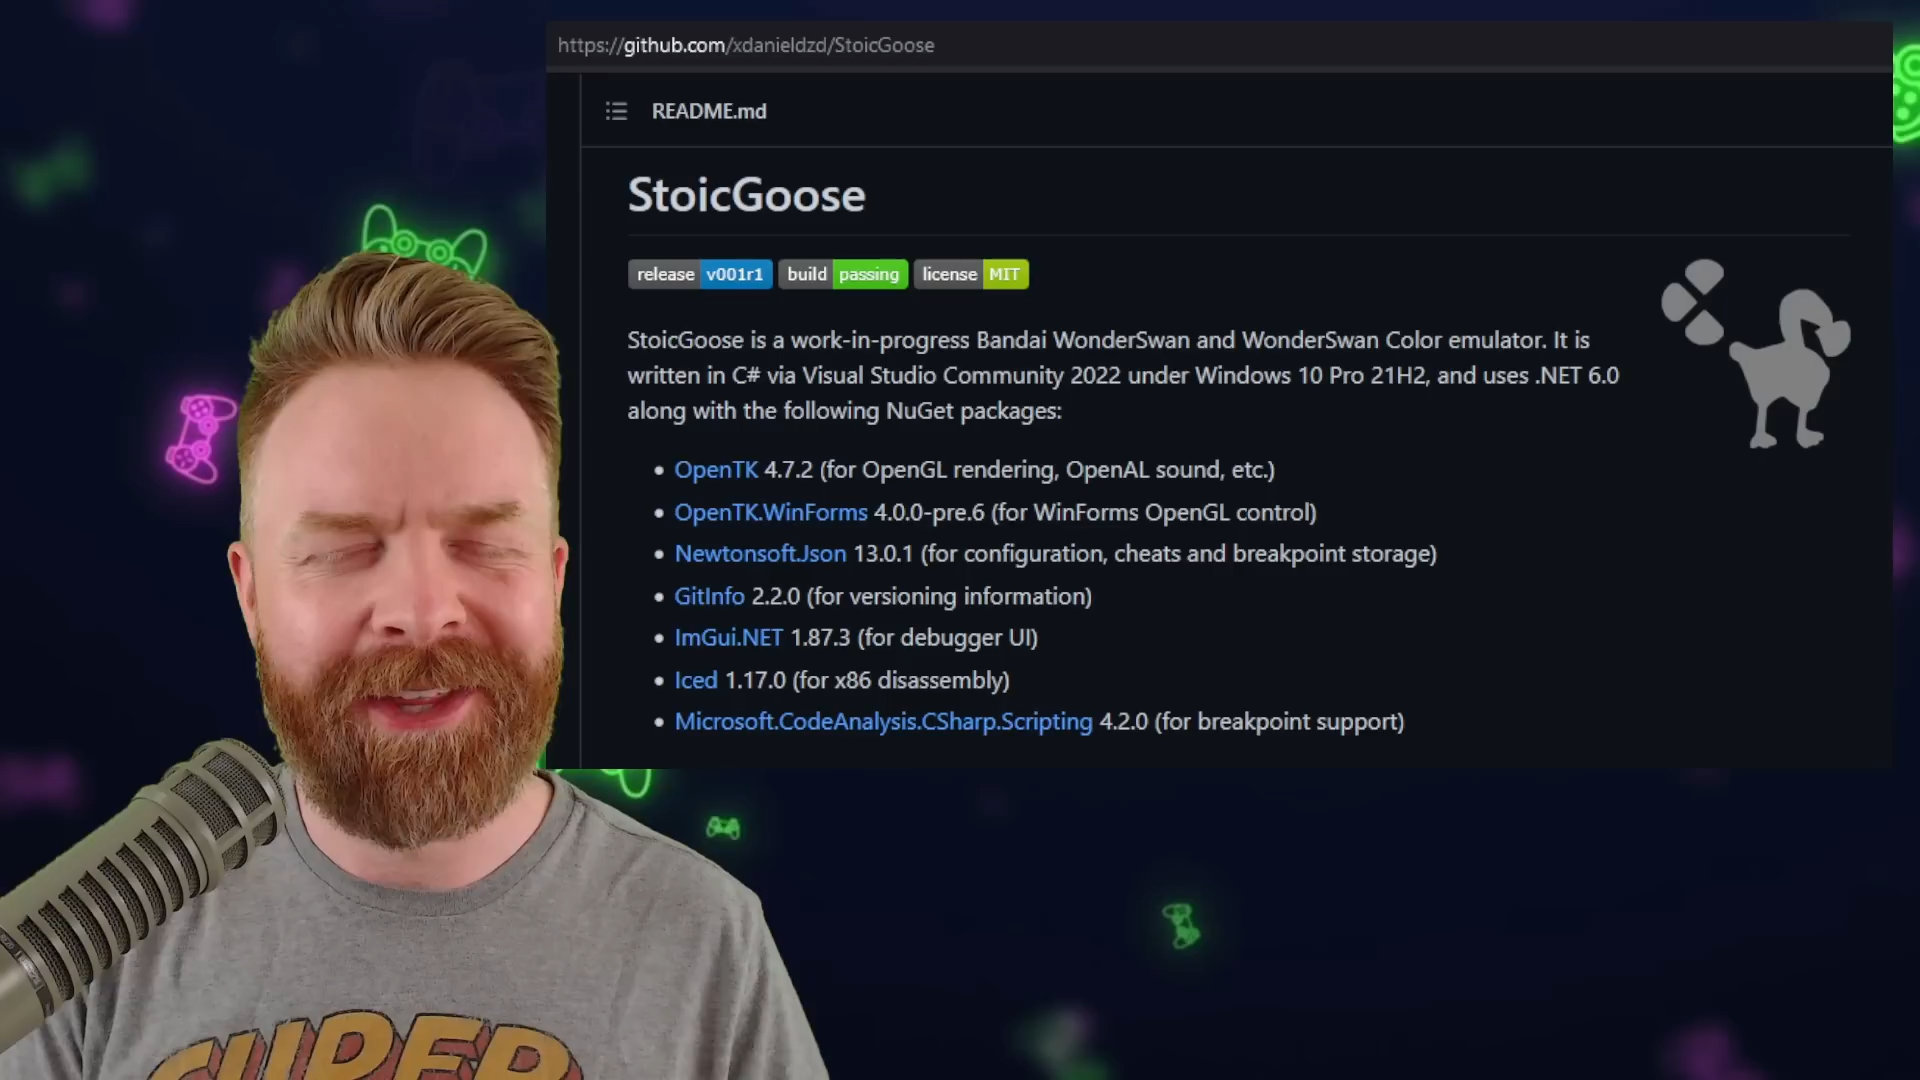 https://github.com/xdanieldzd/StoicGoose
README.md
StoicGoose
release v001r1 build passing license MIT
StoicGoose is a work-in-progress Bandai WonderSwan and WonderSwan Color emulator. It is
written in C# via Visual Studio Community 2022 under Windows 10 Pro 21H2, and uses .NET 6.0
along with the following NuGet packages:
• OpenTK 4.7.2 (for OpenGL rendering, OpenAL sound, etc.)
• OpenTK.WinForms 4.0.0-pre.6 (for WinForms OpenGL control)
• Newtonsoft.Json 13.0.1 (for configuration, cheats and breakpoint storage)
• GitInfo 2.2.0 (for versioning information)
• ImGui.NET 1.87.3 (for debugger UI)
• Iced 1.17.0 (for x86 disassembly)
• Microsoft.CodeAnalysis.CSharp.Scripting 4.2.0 (for breakpoint support)
SUPER